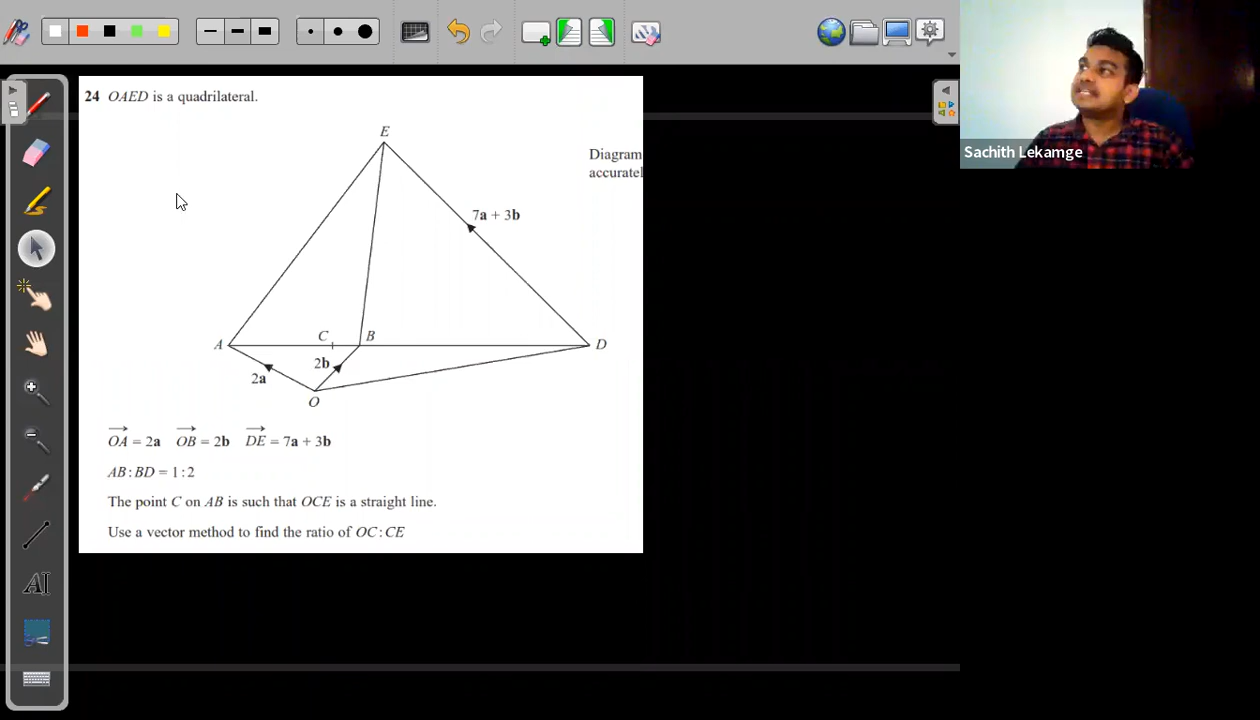 Sachith Lekamge
24 OAED is a quadrilateral.
E
Diagram
7a + 3b
A
C
B
D
2b
2a
O
OA = 2a OB = 2b DE = 7a + 3b
AB : BD = 1 : 2
The point C on AB is such that OCE is a straight line.
Use a vector method to find the ratio of OC : CE